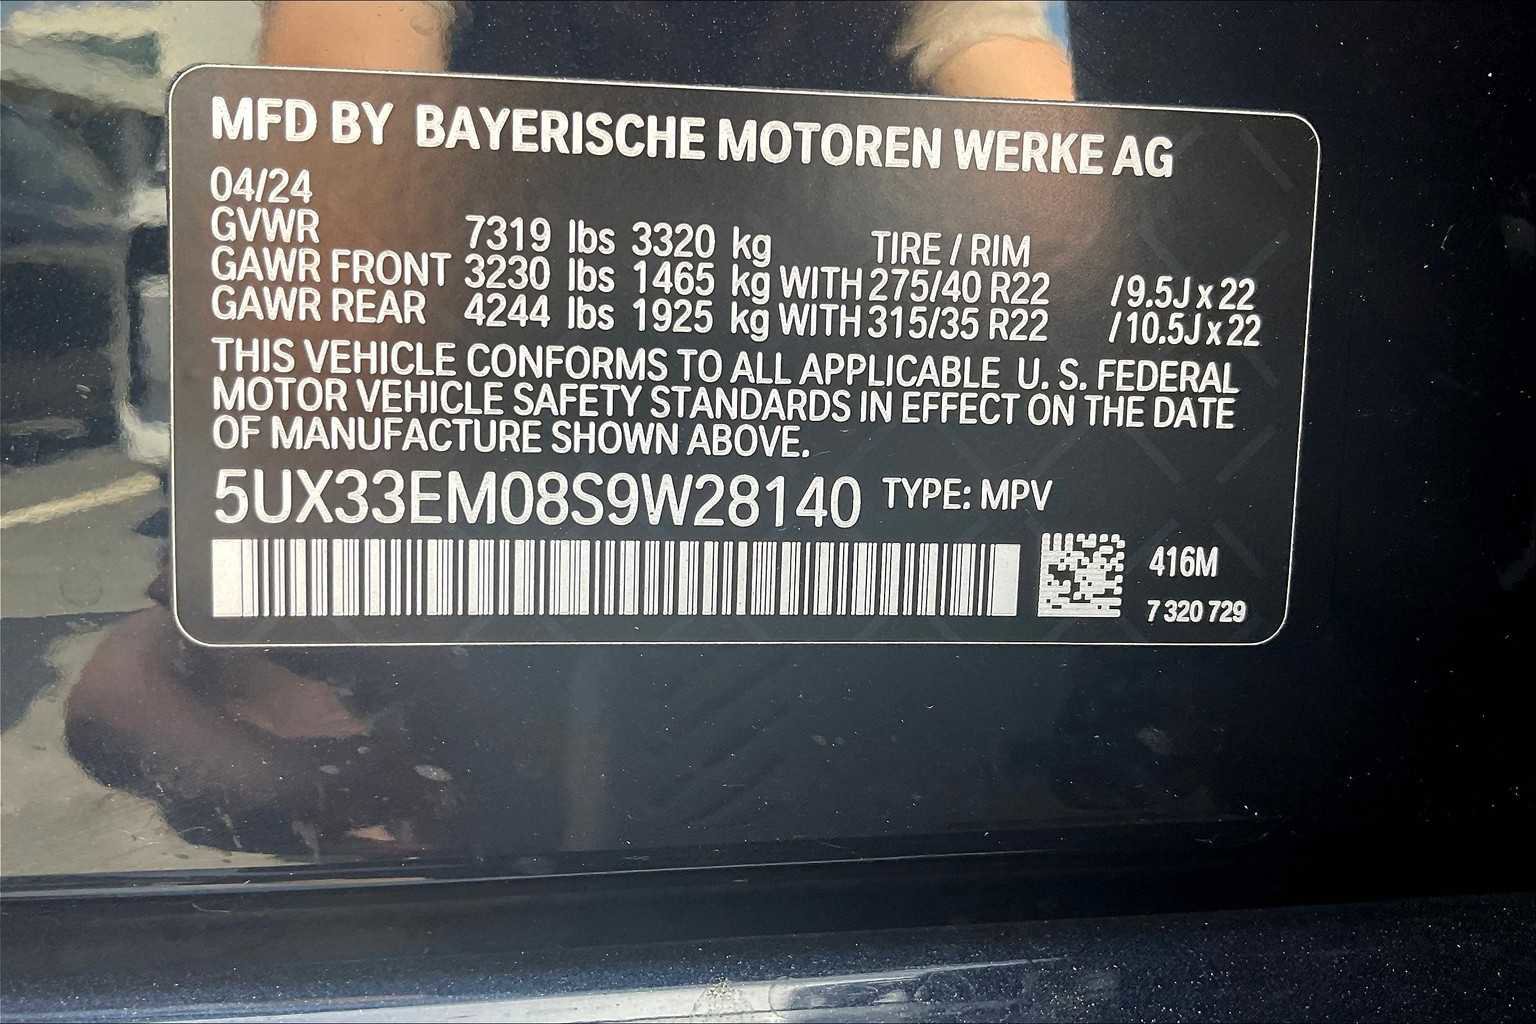 MFD BY BAYERISCHE MOTOREN WERKE AG
04/24
GVWR 7319 lbs 3320 kg TIRE / RIM
GAWR FRONT 3230 lbs 1465 kg WITH 275/40 R22 /9.5J x 22
GAWR REAR 4244 lbs 1925 kg WITH 315/35 R22 /10.5J x 22
THIS VEHICLE CONFORMS TO ALL APPLICABLE U. S. FEDERAL
MOTOR VEHICLE SAFETY STANDARDS IN EFFECT ON THE DATE
OF MANUFACTURE SHOWN ABOVE.
5UX33EM08S9W28140 TYPE: MPV
416M
7 320 729